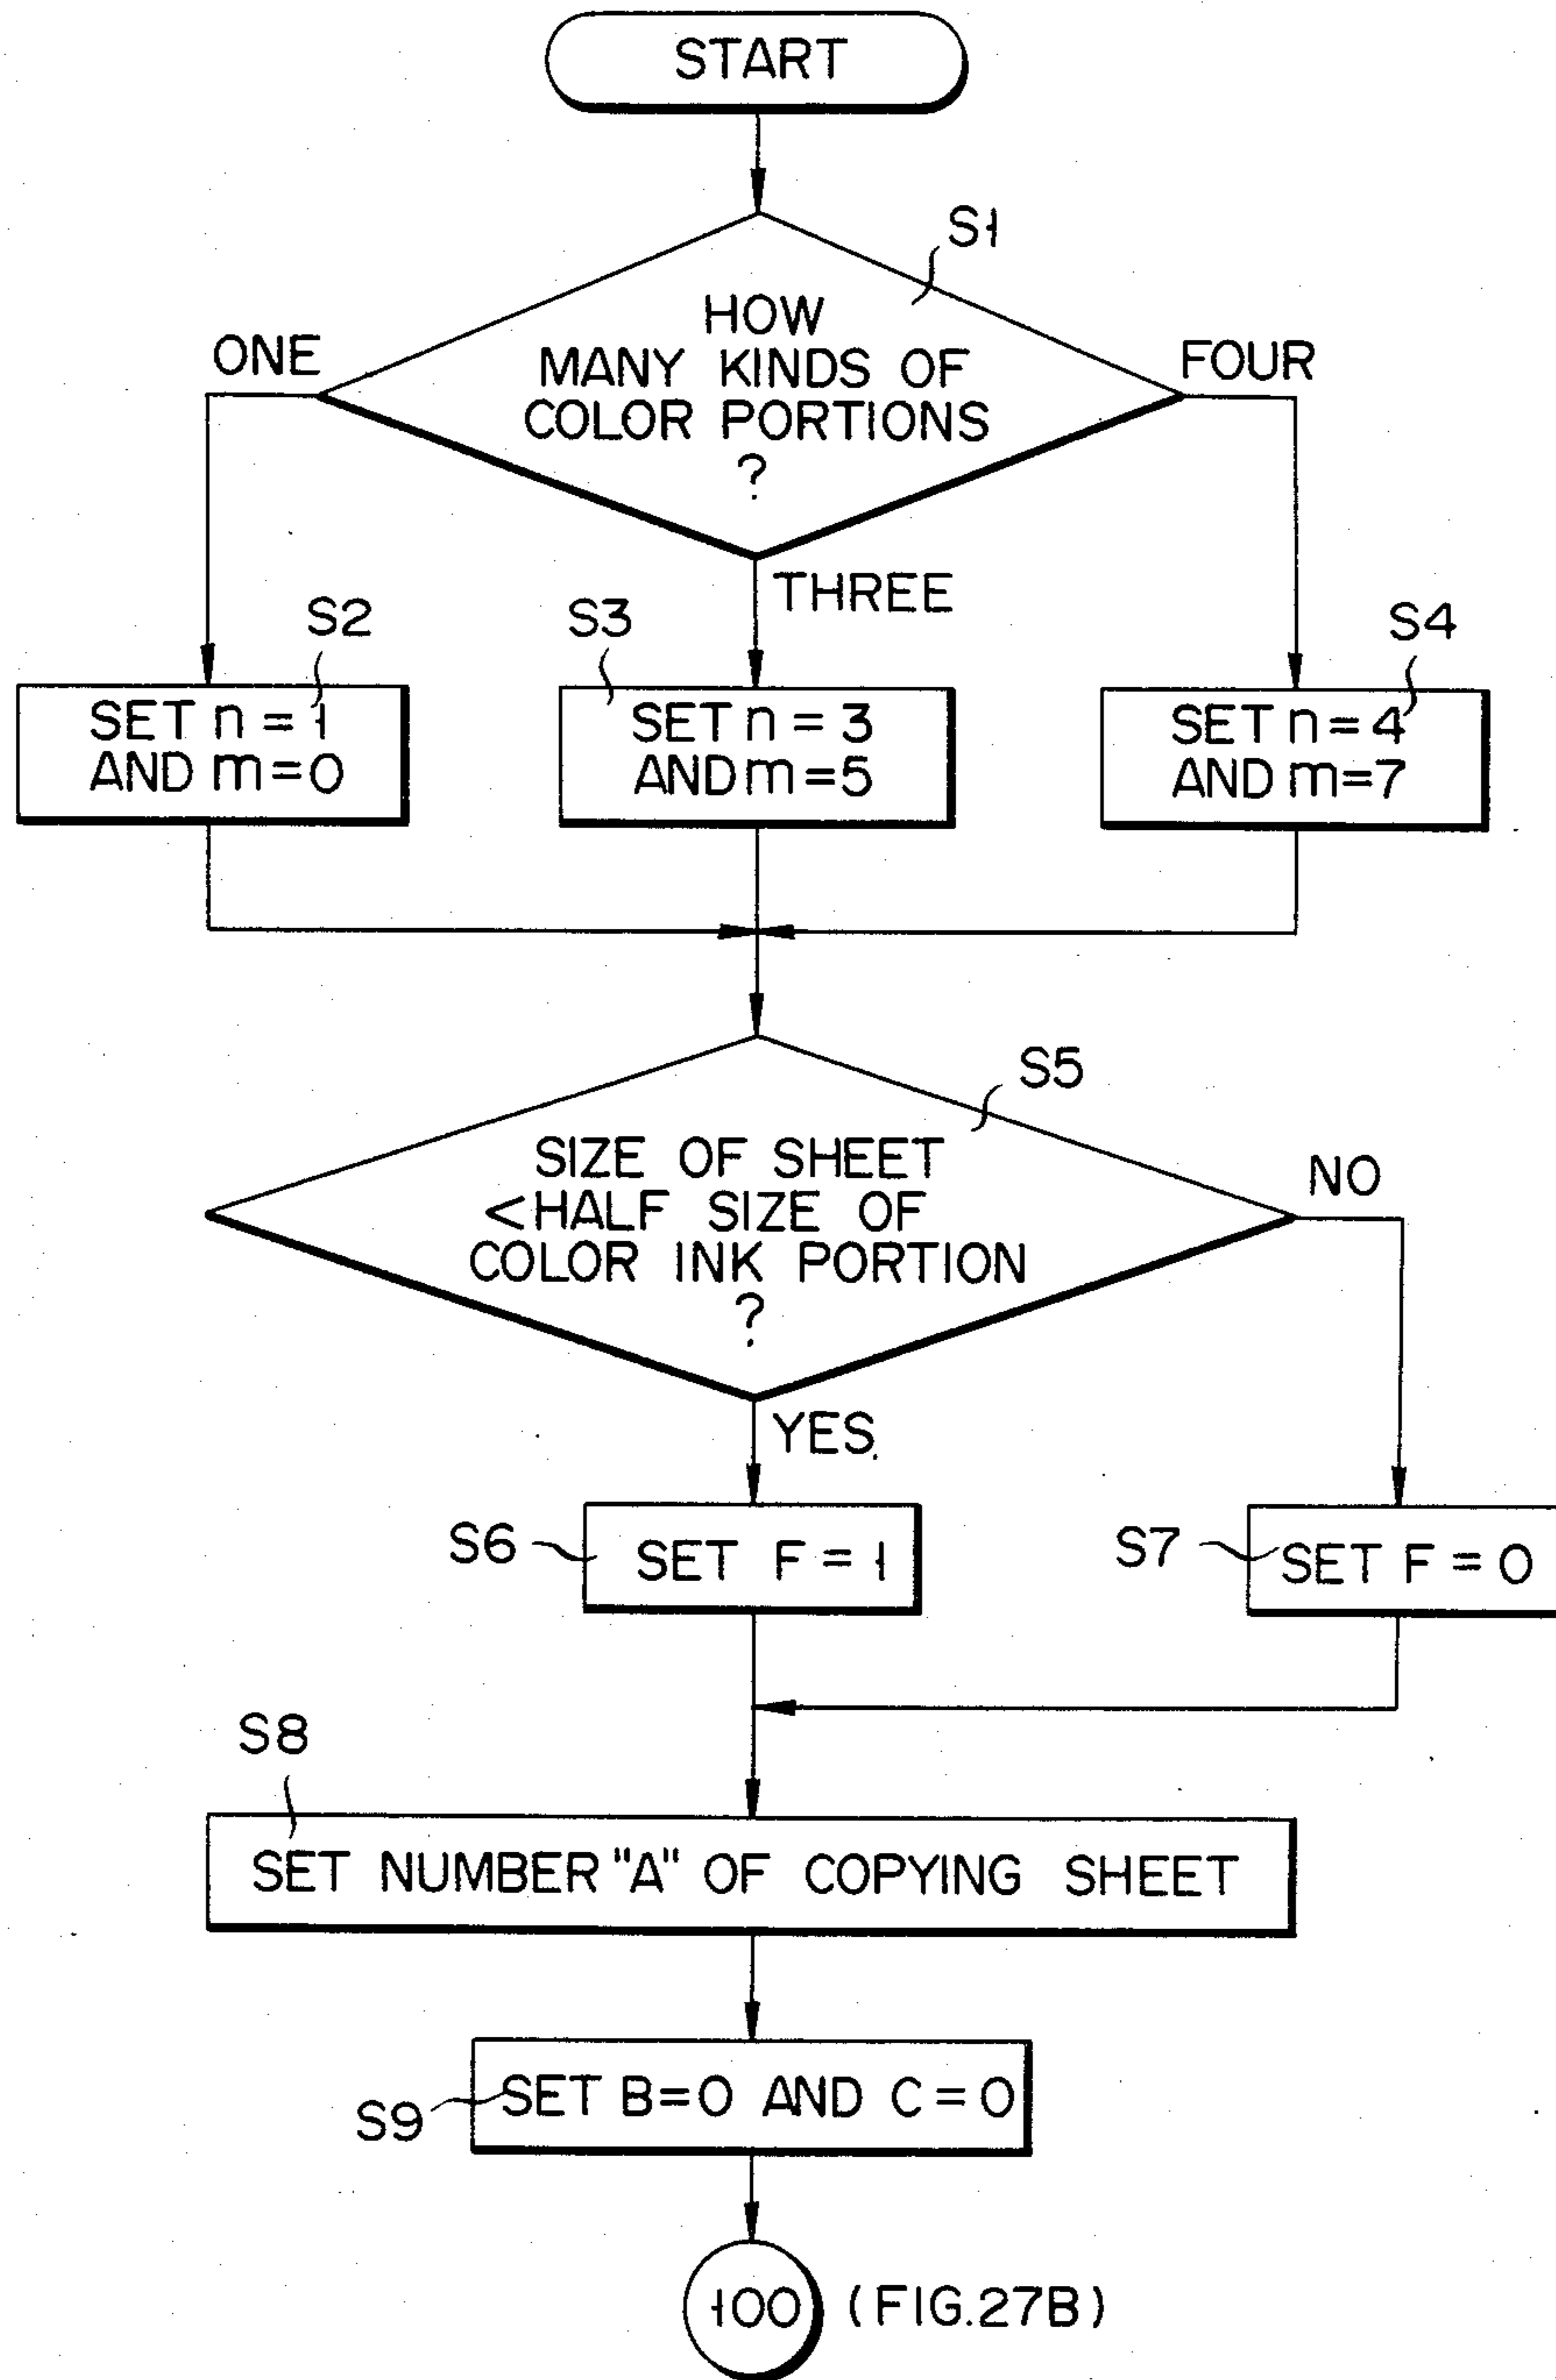 START
S1
HOW
MANY KINDS OF
COLOR PORTIONS
?
ONE
FOUR
THREE
S2
S3
S4
SET n = 1
AND m = 0
SET n = 3
AND m = 5
SET n = 4
AND m = 7
S5
SIZE OF SHEET
< HALF SIZE OF
COLOR INK PORTION
?
NO
YES
S6
SET F = 1
S7
SET F = 0
S8
SET NUMBER "A" OF COPYING SHEET
S9
SET B = 0 AND C = 0
100 (FIG.27B)